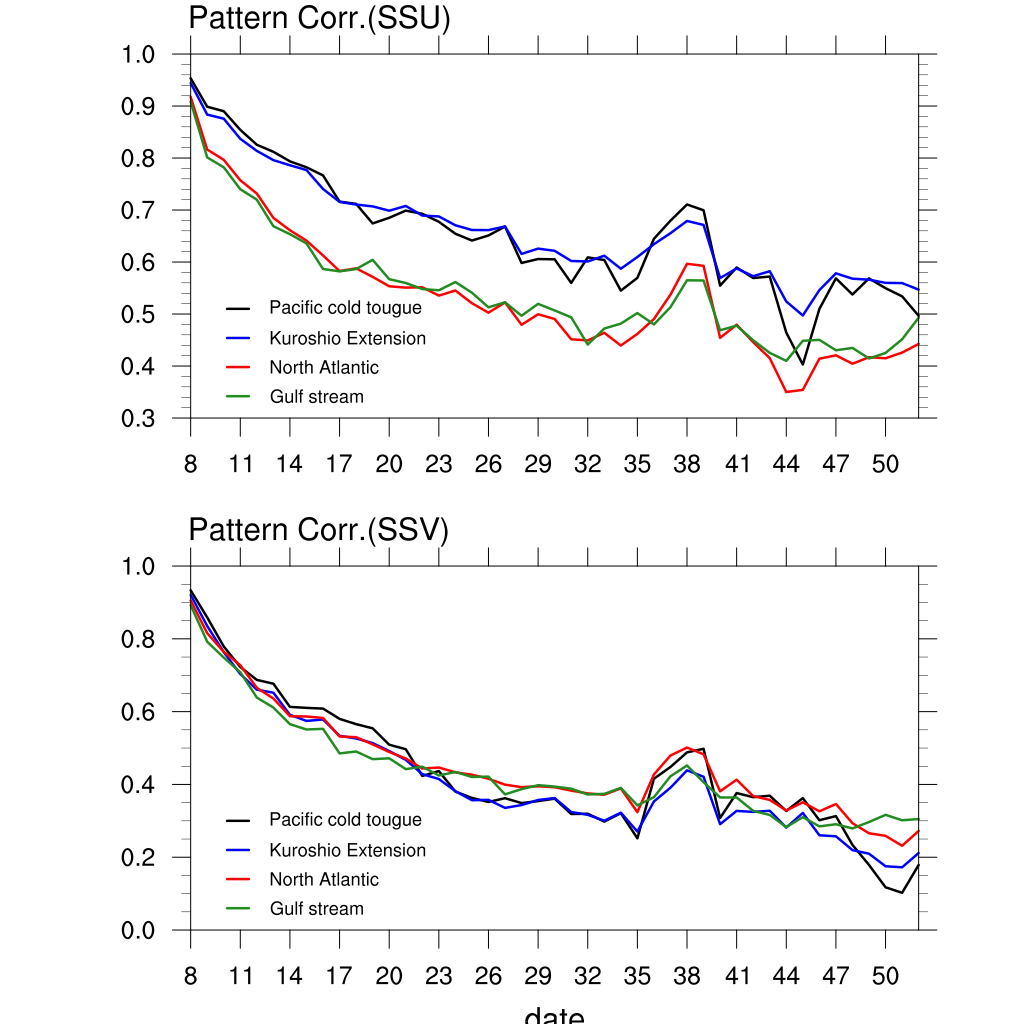 Pattern Corr.(SSU)
1.0
0.9
0.8
0.7
0.6
0.5
0.4
0.3
Pacific cold tougue
Kuroshio Extension
North Atlantic
Gulf stream
8 11 14 17 20 23 26 29 32 35 38 41 44 47 50
Pattern Corr.(SSV)
1.0
0.8
0.6
0.4
0.2
0.0
Pacific cold tougue
Kuroshio Extension
North Atlantic
Gulf stream
8 11 14 17 20 23 26 29 32 35 38 41 44 47 50
date